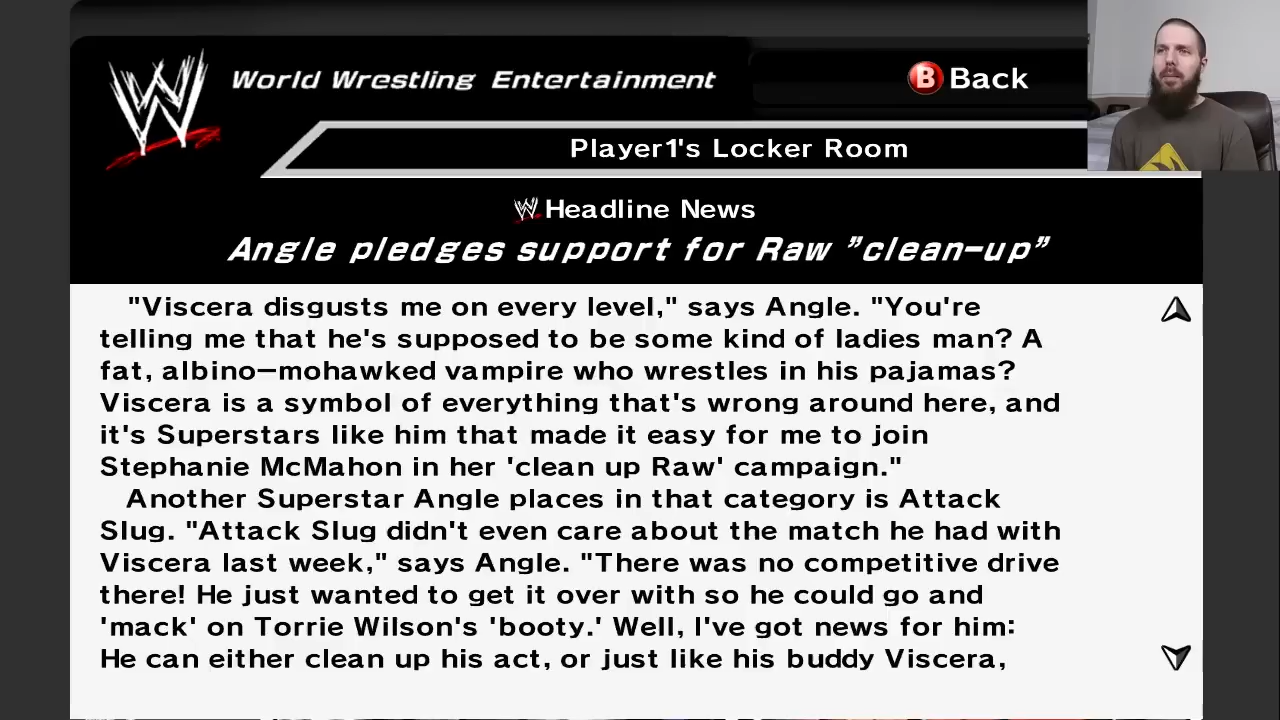 World Wrestling Entertainment
B Back
Player1's Locker Room
W Headline News
Angle pledges support for Raw "clean-up"
"Viscera disgusts me on every level," says Angle. "You're
telling me that he's supposed to be some kind of ladies man? A
fat, albino-mohawked vampire who wrestles in his pajamas?
Viscera is a symbol of everything that's wrong around here, and
it's Superstars like him that made it easy for me to join
Stephanie McMahon in her 'clean up Raw' campaign."
Another Superstar Angle places in that category is Attack
Slug. "Attack Slug didn't even care about the match he had with
Viscera last week," says Angle. "There was no competitive drive
there! He just wanted to get it over with so he could go and
'mack' on Torrie Wilson's 'booty.' Well, I've got news for him:
He can either clean up his act, or just like his buddy Viscera,